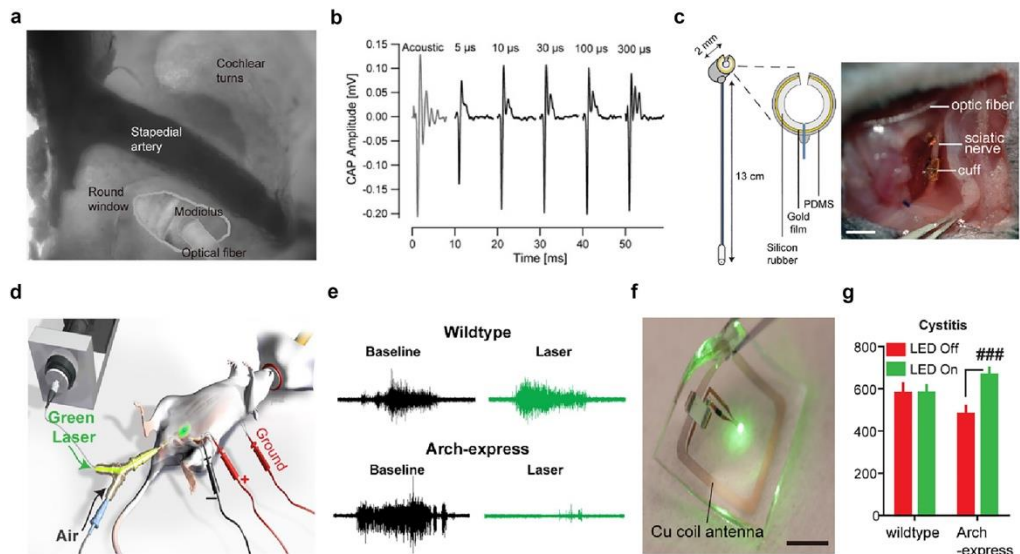 a
Cochlear
turns
Stapedial
artery
Round
window
Modiolus
Optical fiber
b
Acoustic 5 µs 10 µs 30 µs 100 µs 300 µs
CAP Amplitude [mV]
0.15
0.10
0.05
0.00
-0.05
-0.10
-0.15
-0.20
0 10 20 30 40 50
Time [ms]
c
2 mm
13 cm
PDMS
Gold
film
Silicon
rubber
optic fiber
sciatic
nerve
cuff
d
Green
Laser
Air
Ground
+
−
e
Wildtype
Baseline Laser
Arch-express
Baseline Laser
f
Cu coil antenna
g
Cystitis
LED Off
LED On
###
800
600
400
200
0
wildtype Arch
-express